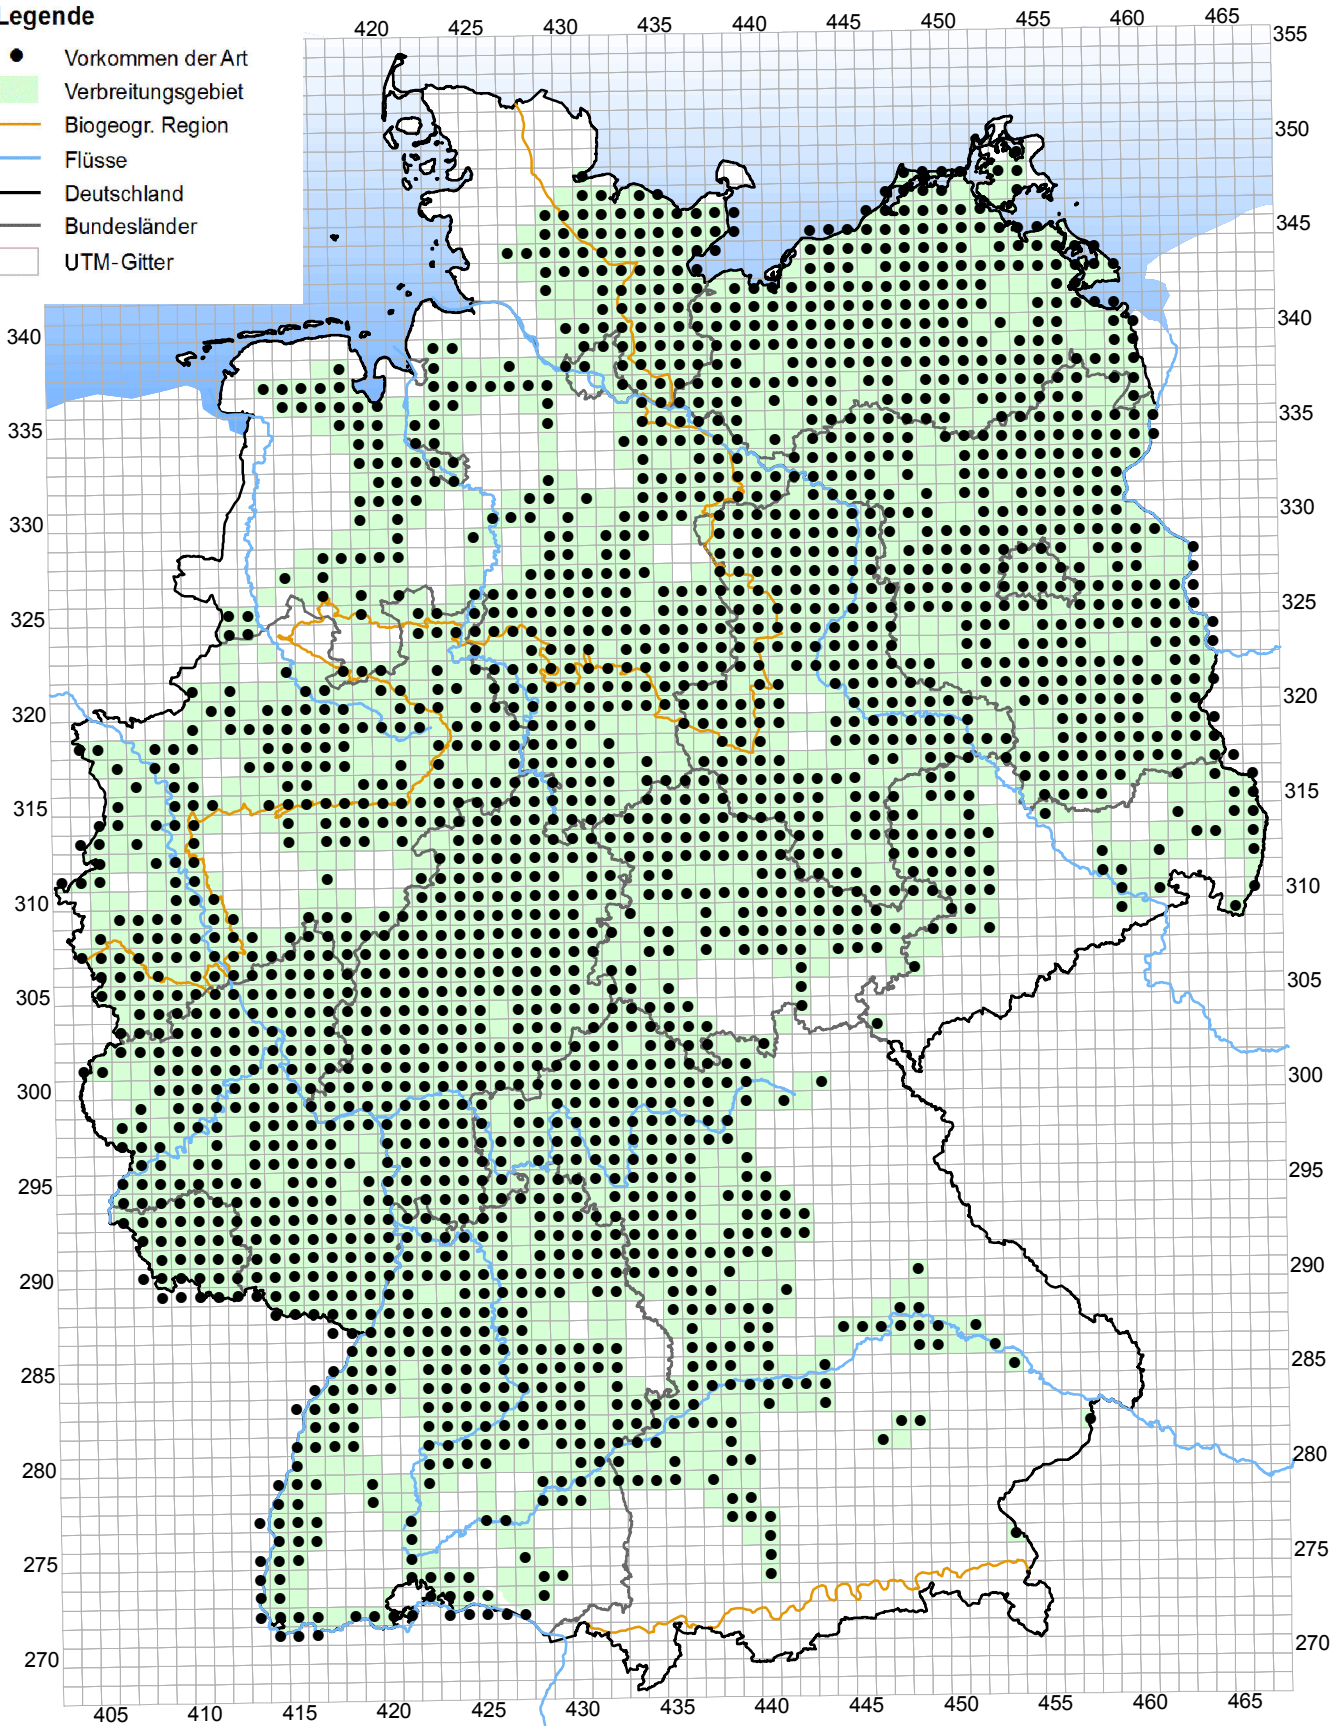 Legende
Vorkommen der Art
Verbreitungsgebiet
Biogeogr. Region
Flüsse
Deutschland
Bundesländer
UTM-Gitter
420 425 430 435 440 445 450 455 460 465
355
350
345
340 340
335 335
330 330
325 325
320 320
315 315
310 310
305 305
300 300
295 295
290 290
285 285
280 280
275 275
270 270
405 410 415 420 425 430 435 440 445 450 455 460 465